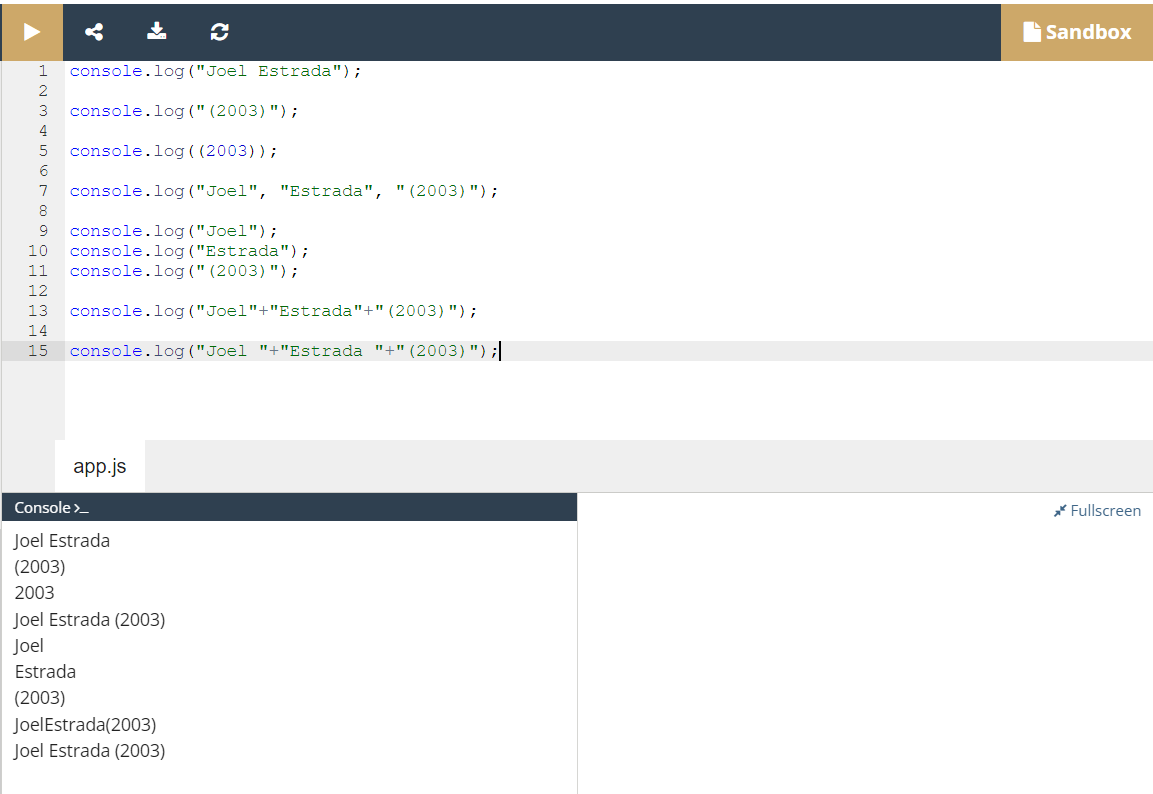 Sandbox
1 console.log("Joel Estrada");
2
3 console.log("(2003)");
4
5 console.log((2003));
6
7 console.log("Joel", "Estrada", "(2003)");
8
9 console.log("Joel");
10 console.log("Estrada");
11 console.log("(2003)");
12
13 console.log("Joel"+"Estrada"+"(2003)");
14
15 console.log("Joel "+"Estrada "+"(2003)");
app.js
Console >_
Fullscreen
Joel Estrada
(2003)
2003
Joel Estrada (2003)
Joel
Estrada
(2003)
JoelEstrada(2003)
Joel Estrada (2003)